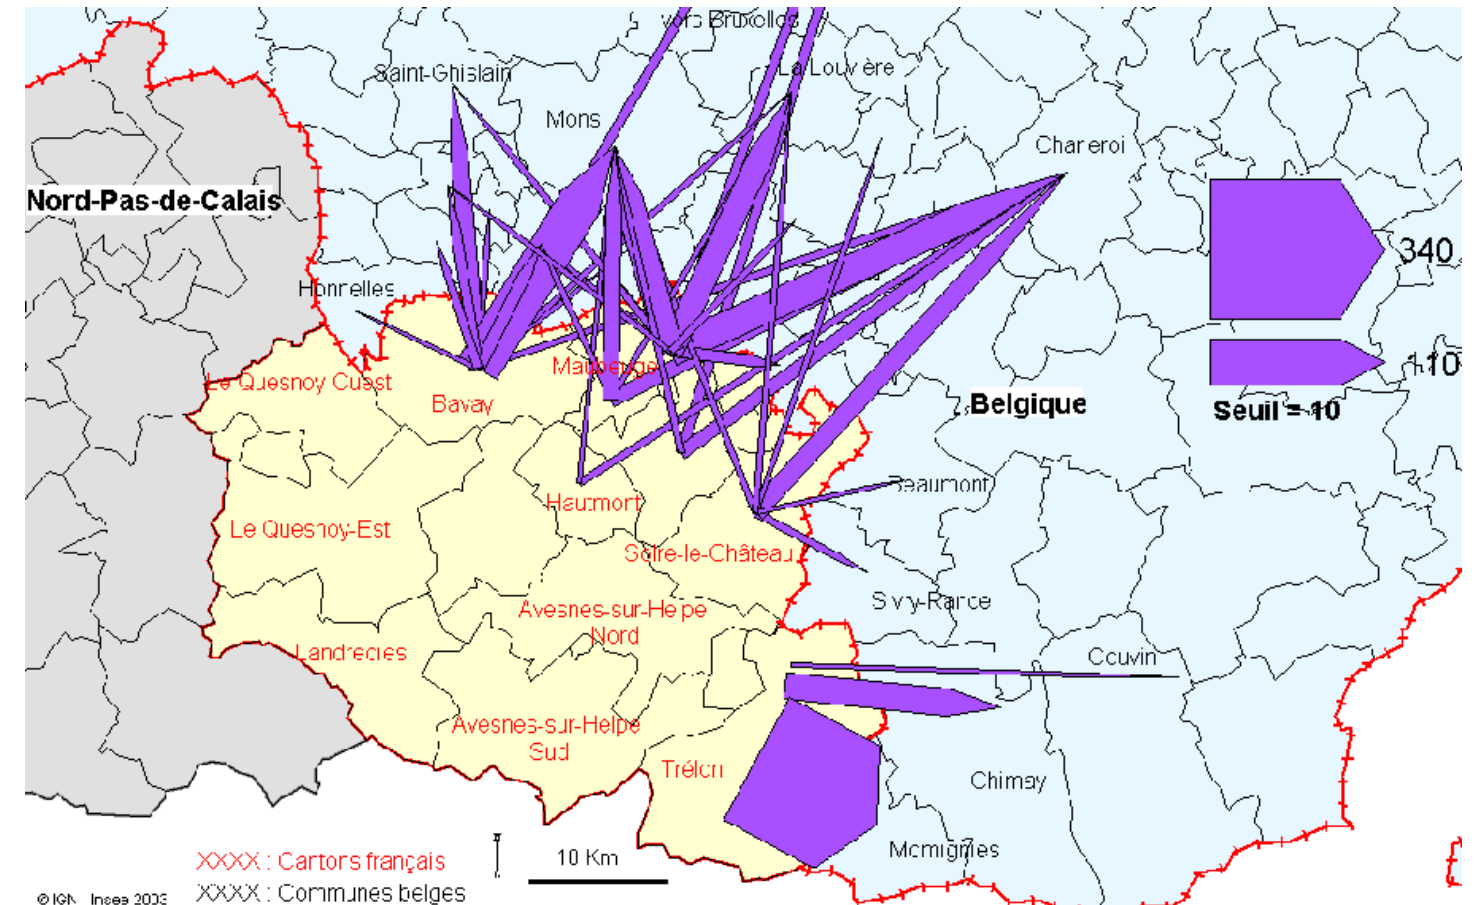 vers Bruxelles
Saint-Ghislain
La Louvière
Mons
Chareroi
Nord-Pas-de-Calais
340
Honnelles
Maubeuge
110
Le Quesnoy Ouest
Bavay
Belgique
Seuil = 10
Beaumont
Hautmont
Le Quesnoy-Est
Solre-le-Château
Sivry-Rance
Avesnes-sur-Helpe
Nord
Landrecies
Couvin
Avesnes-sur-Helpe
Sud
Trélon
Chimay
Momignies
10 Km
XXXX : Cantons français
XXXX : Communes belges
© IGN Insee 2003